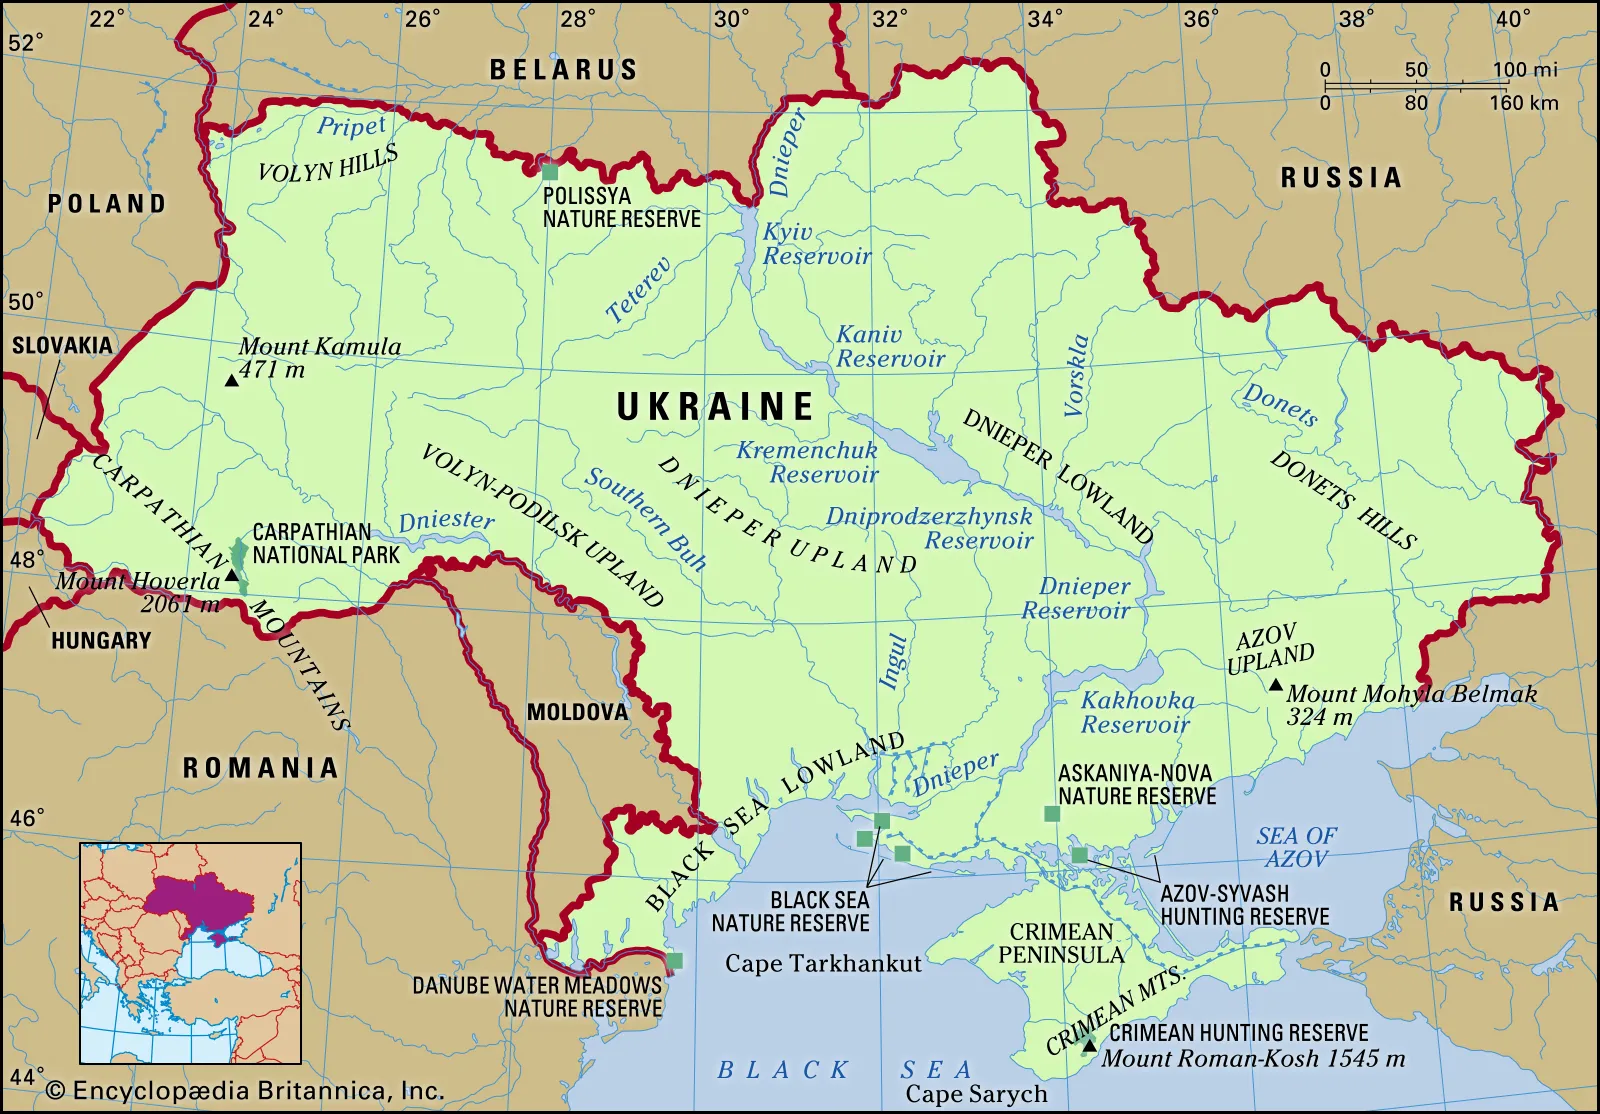 22°
24°
26°
28°
30°
32°
34°
36°
38°
40°
52°
BELARUS
0 50 100 mi
0 80 160 km
Pripet
VOLYN HILLS
Dnieper
RUSSIA
POLAND
POLISSYA
NATURE RESERVE
Kyiv
Reservoir
Teterev
50°
SLOVAKIA
Mount Kamula
471 m
Kaniv
Reservoir
Vorskla
UKRAINE
Donets
DNIEPER LOWLAND
Kremenchuk
Reservoir
CARPATHIAN
MOUNTAINS
VOLYN-PODILSK UPLAND
Southern Buh
DNIEPER UPLAND
DONETS HILLS
Dniester
CARPATHIAN
NATIONAL PARK
Dniprodzerzhynsk
Reservoir
48°
Mount Hoverla
2061 m
Dnieper
Reservoir
HUNGARY
Ingul
AZOV
UPLAND
Mount Mohyla Belmak
324 m
Kakhovka
Reservoir
MOLDOVA
ROMANIA
BLACK SEA LOWLAND
Dnieper
ASKANIYA-NOVA
NATURE RESERVE
46°
SEA OF
AZOV
BLACK SEA
NATURE RESERVE
AZOV-SYVASH
HUNTING RESERVE
RUSSIA
CRIMEAN
PENINSULA
Cape Tarkhankut
DANUBE WATER MEADOWS
NATURE RESERVE
CRIMEAN MTS.
CRIMEAN HUNTING RESERVE
Mount Roman-Kosh 1545 m
BLACK SEA
Cape Sarych
44°
© Encyclopædia Britannica, Inc.